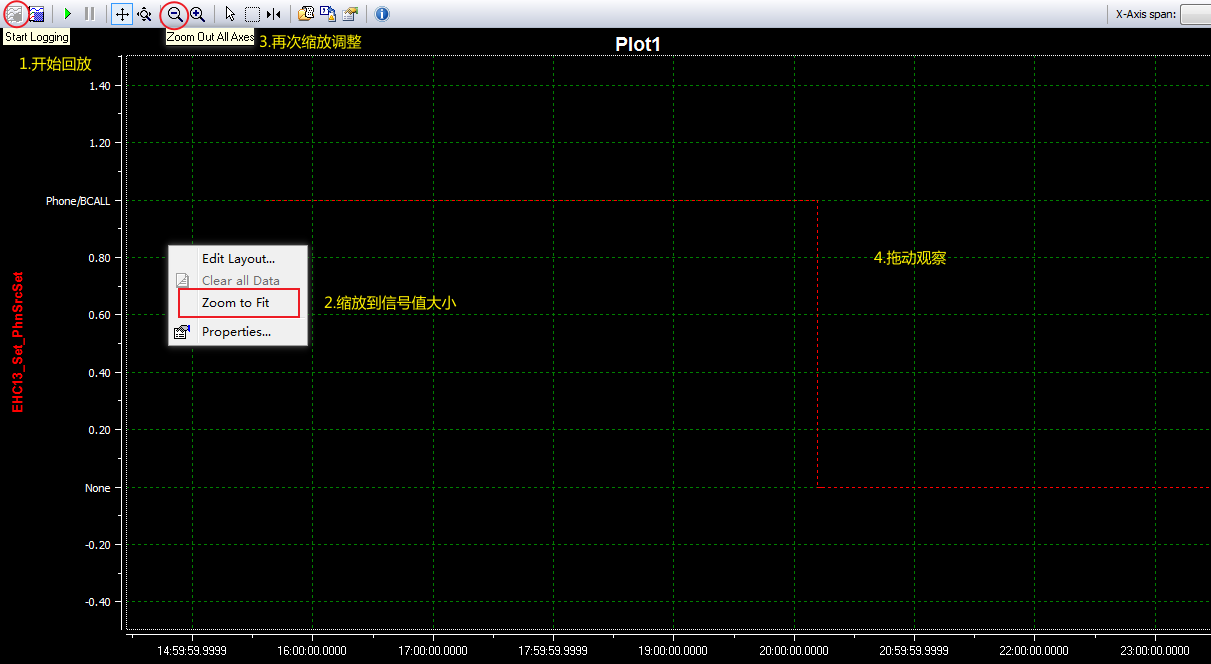 X-Axis span:
Start Logging
Zoom Out All Axes
3.再次缩放调整
Plot1
1.开始回放
1.40
1.20
Phone/BCALL
0.80
0.60
0.40
0.20
None
-0.20
-0.40
EHC13_Set_PhnSrcSet
Edit Layout...
Clear all Data
Zoom to Fit
Properties...
2.缩放到信号值大小
4.拖动观察
14:59:59.9999
16:00:00.0000
17:00:00.0000
17:59:59.9999
19:00:00.0000
20:00:00.0000
20:59:59.9999
22:00:00.0000
23:00:00.0000